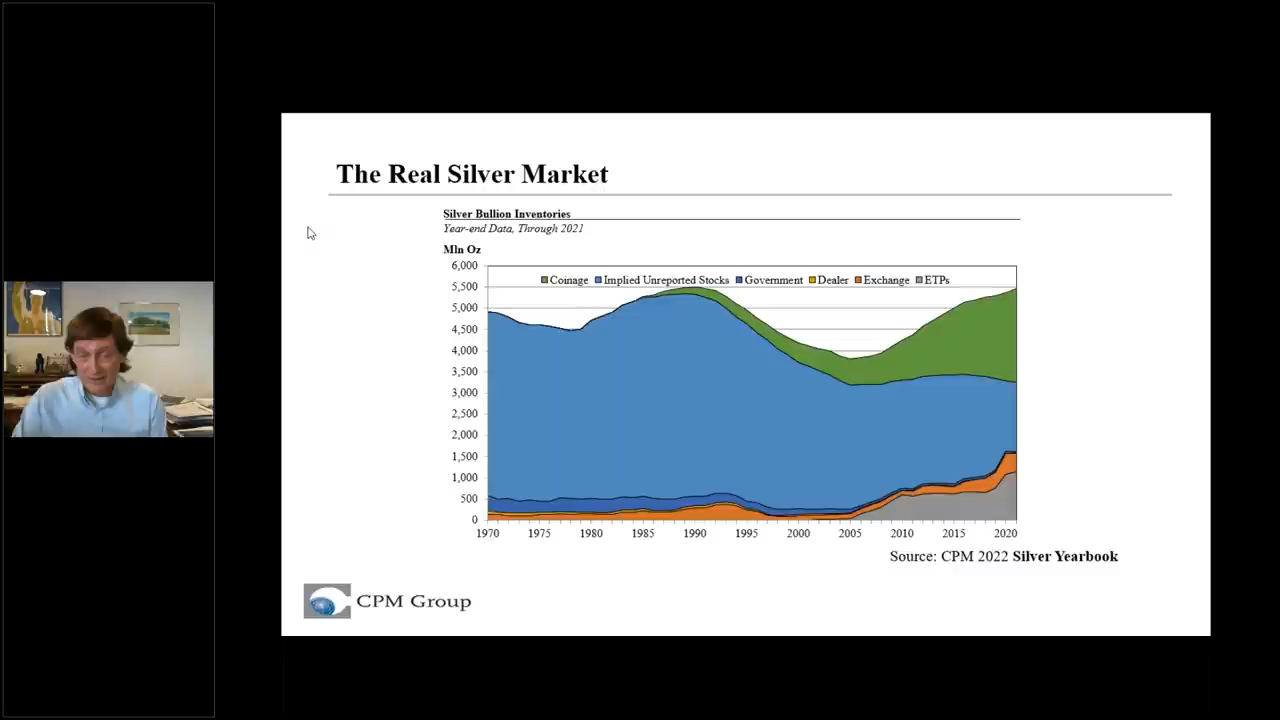 The Real Silver Market
Silver Bullion Inventories
Year-end Data, Through 2021
Mln Oz
6,000
5,500
5,000
4,500
4,000
3,500
3,000
2,500
2,000
1,500
1,000
500
0
Coinage Implied Unreported Stocks Government Dealer Exchange ETPs
1970 1975 1980 1985 1990 1995 2000 2005 2010 2015 2020
Source: CPM 2022 Silver Yearbook
CPM Group